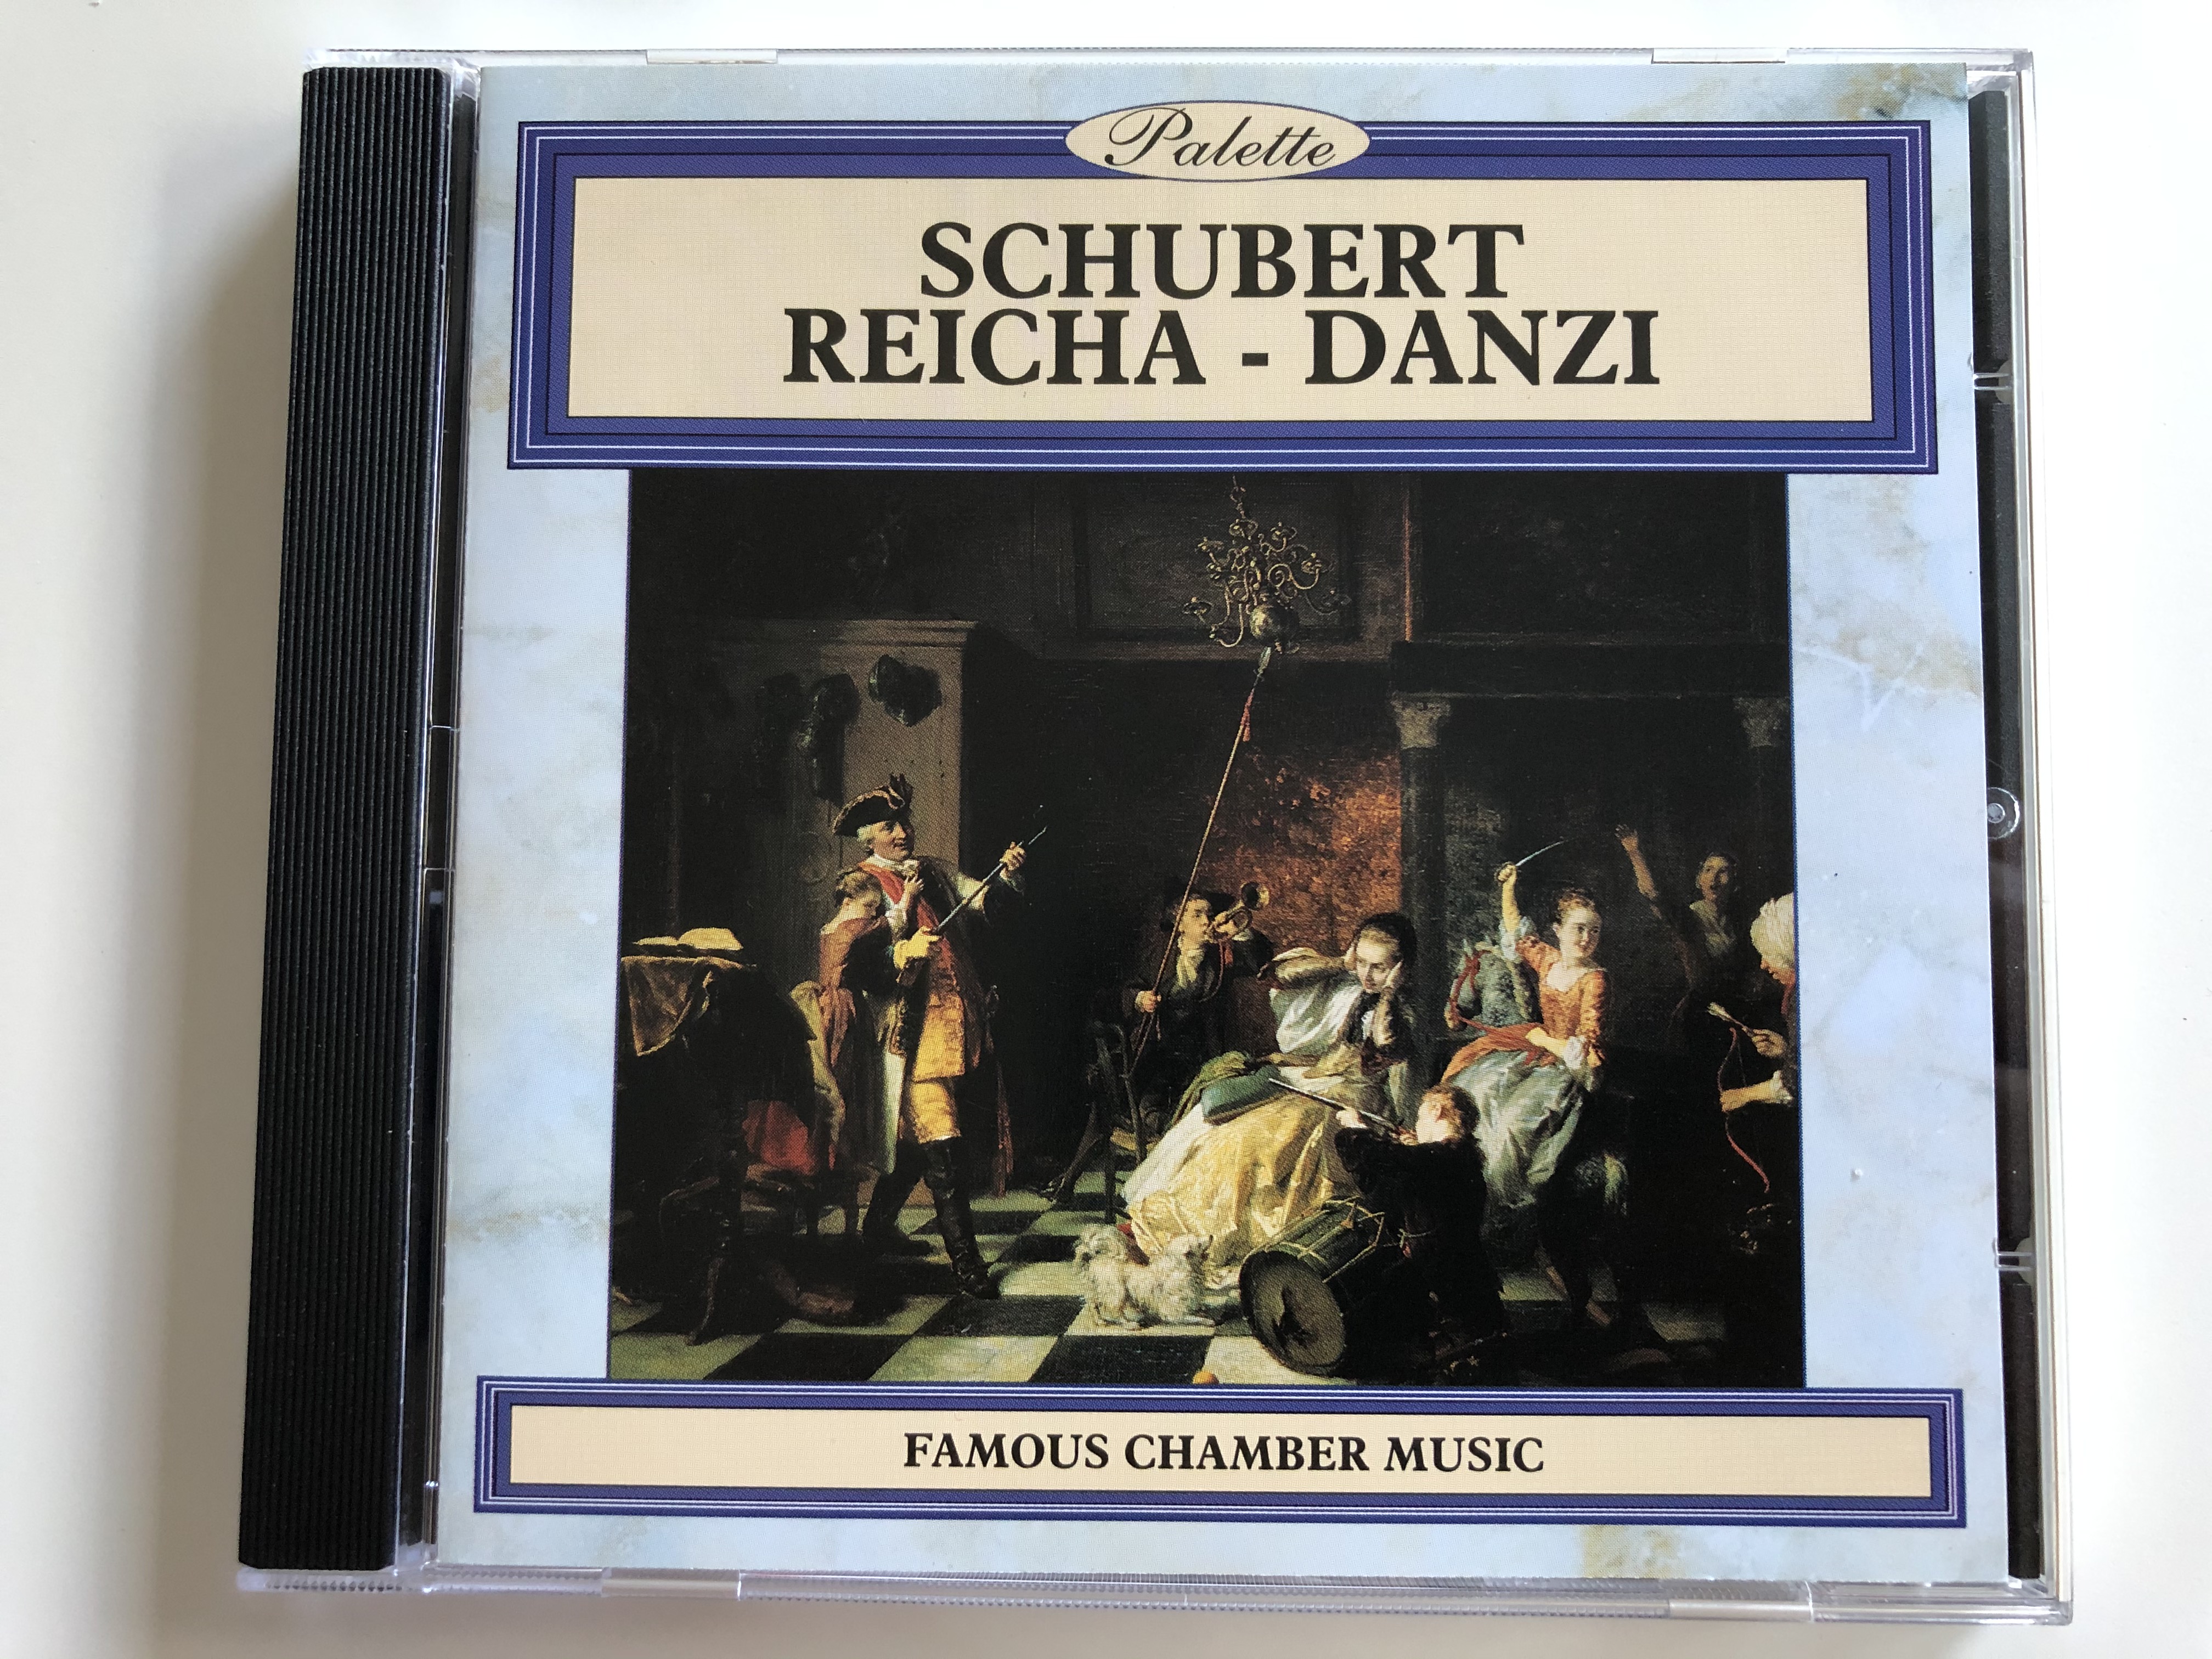 Palette
SCHUBERT
REICHA - DANZI
FAMOUS CHAMBER MUSIC